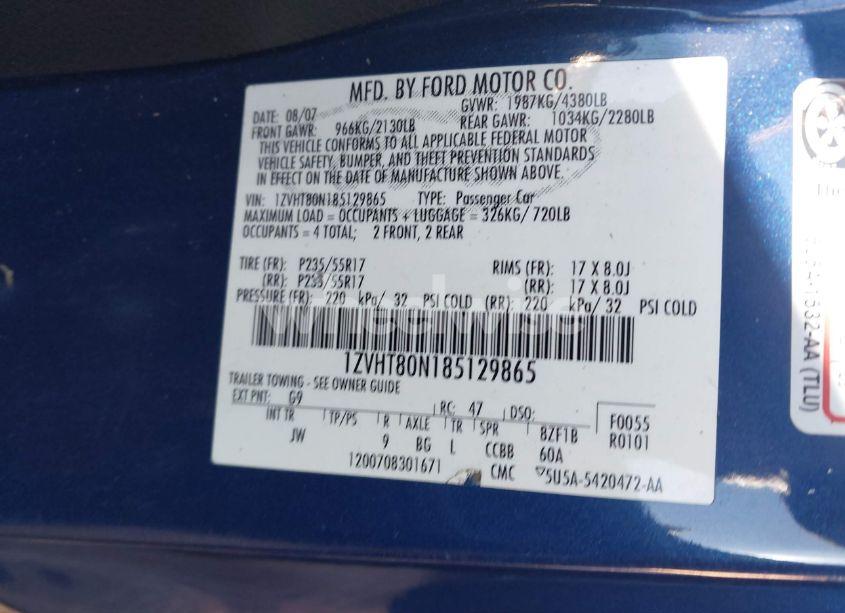 MFD. BY FORD MOTOR CO.
DATE: 08/07 GVWR: 1987KG/4380LB
FRONT GAWR: 966KG/2130LB REAR GAWR: 1034KG/2280LB
THIS VEHICLE CONFORMS TO ALL APPLICABLE FEDERAL MOTOR
VEHICLE SAFETY, BUMPER, AND THEFT PREVENTION STANDARDS
IN EFFECT ON THE DATE OF MANUFACTURE SHOWN ABOVE.
VIN: 1ZVHT80N185129865 TYPE: Passenger Car
MAXIMUM LOAD = OCCUPANTS + LUGGAGE = 326KG/ 720LB
OCCUPANTS = 4 TOTAL; 2 FRONT, 2 REAR
TIRE (FR): P235/55R17 RIMS (FR): 17 X 8.0J
(RR): P235/55R17 (RR): 17 X 8.0J
PRESSURE (FR): 220 kPa/ 32 PSI COLD (RR): 220 kPa/ 32 PSI COLD
Wheelwise
1ZVHT80N185129865
TRAILER TOWING - SEE OWNER GUIDE
EXT PNT: G9 RC: 47 DSO: F0055
INT TR TP/PS R AXLE TR SPR 8ZF1B R0101
JW 9 BG L CCBB 60A
1200708301671 CMC 5U5A-5420472-AA
1532-AA (TLU)